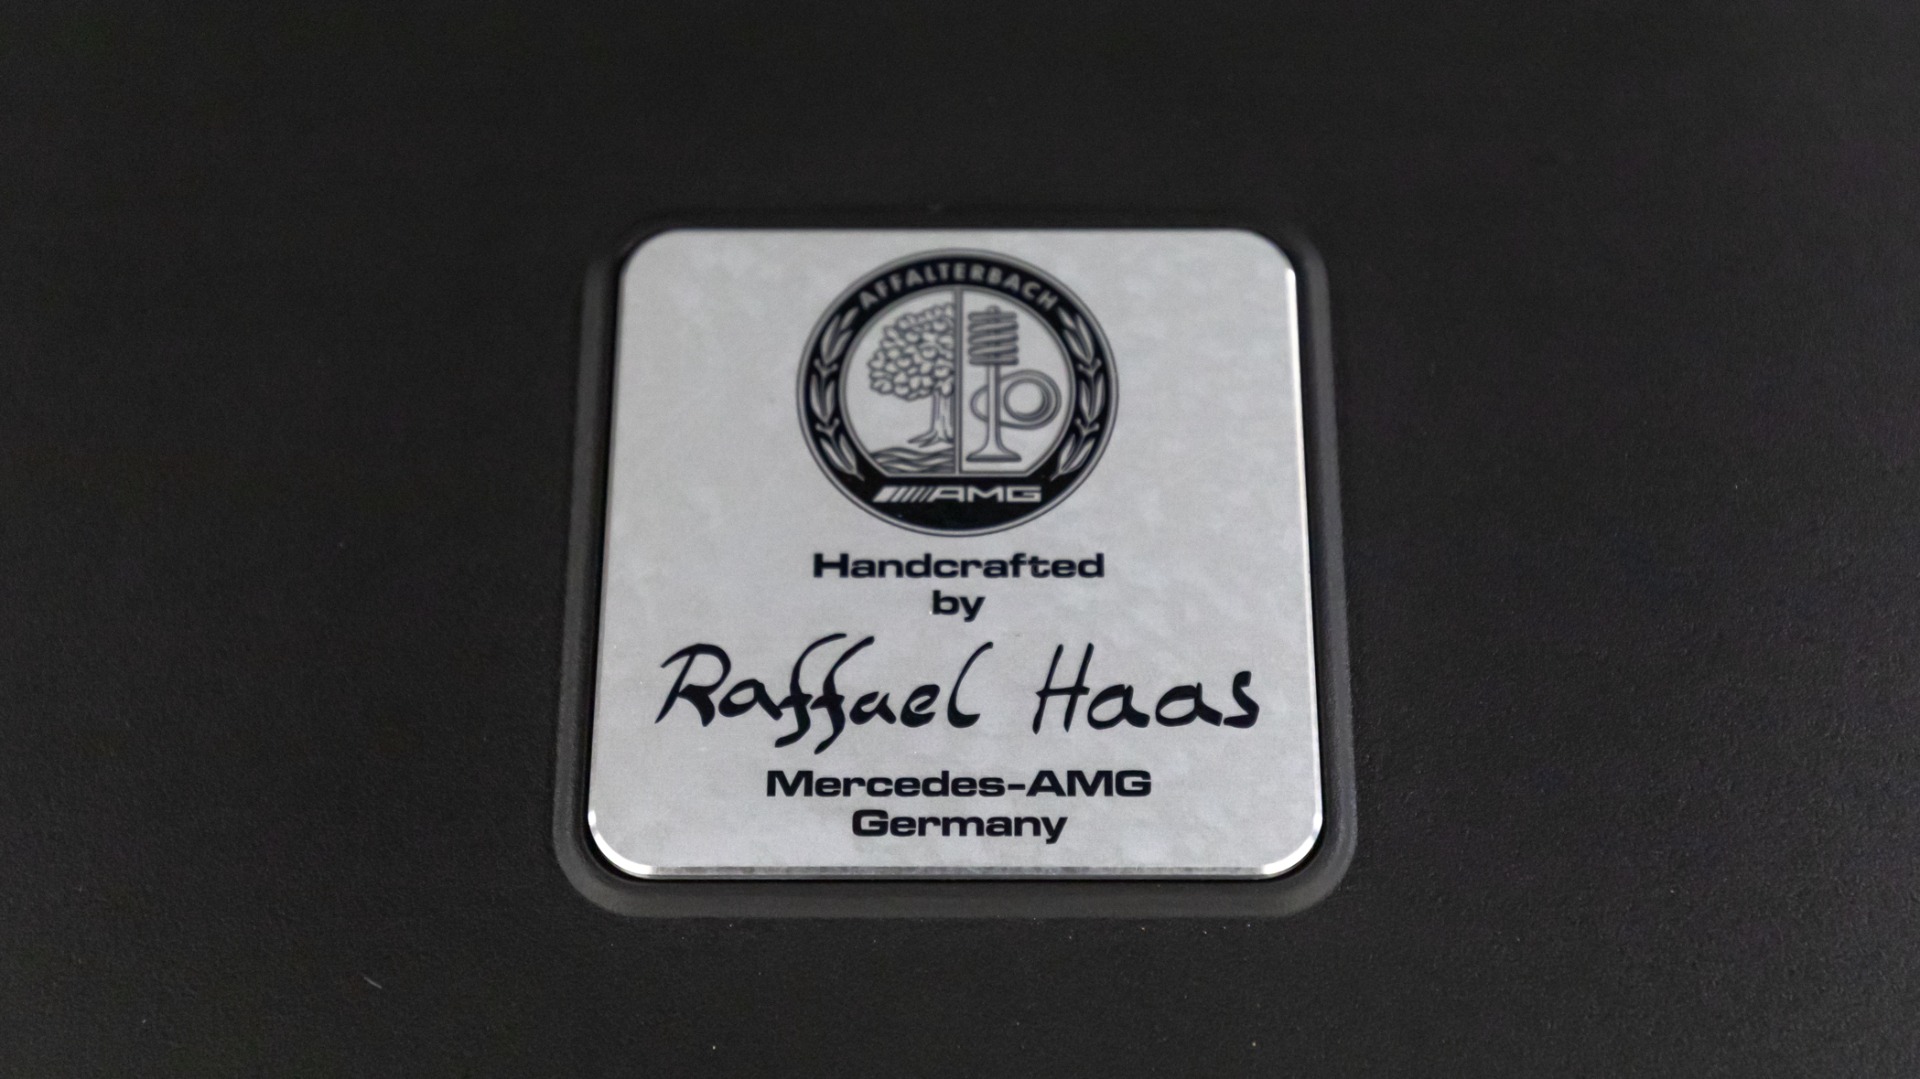 AFFALTERBACH
AMG
Handcrafted
by
Raffael Haas
Mercedes-AMG
Germany